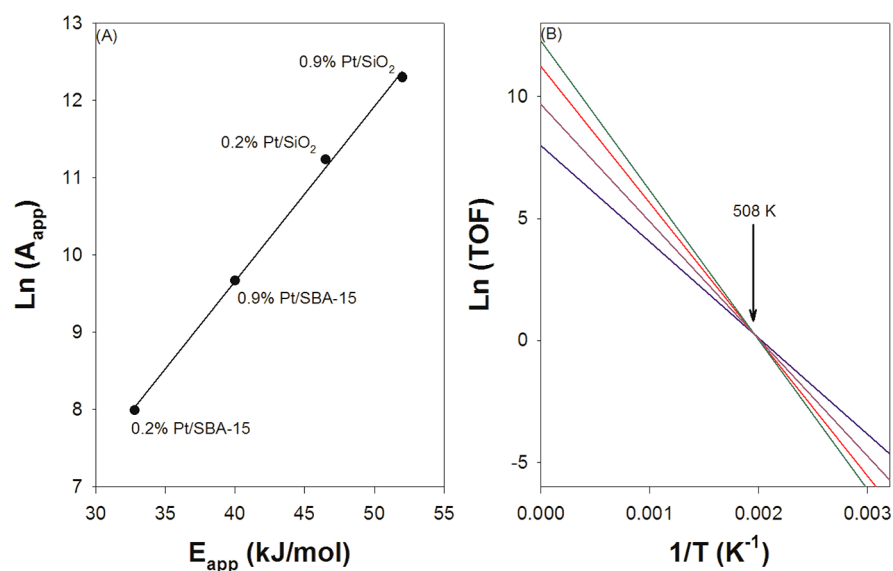 (A)
13
12
11
10
9
8
7
Ln (A_app)
0.9% Pt/SiO₂
0.2% Pt/SiO₂
0.9% Pt/SBA-15
0.2% Pt/SBA-15
30 35 40 45 50 55
E_app (kJ/mol)
(B)
10
5
0
-5
Ln (TOF)
508 K
0.000 0.001 0.002 0.003
1/T (K⁻¹)